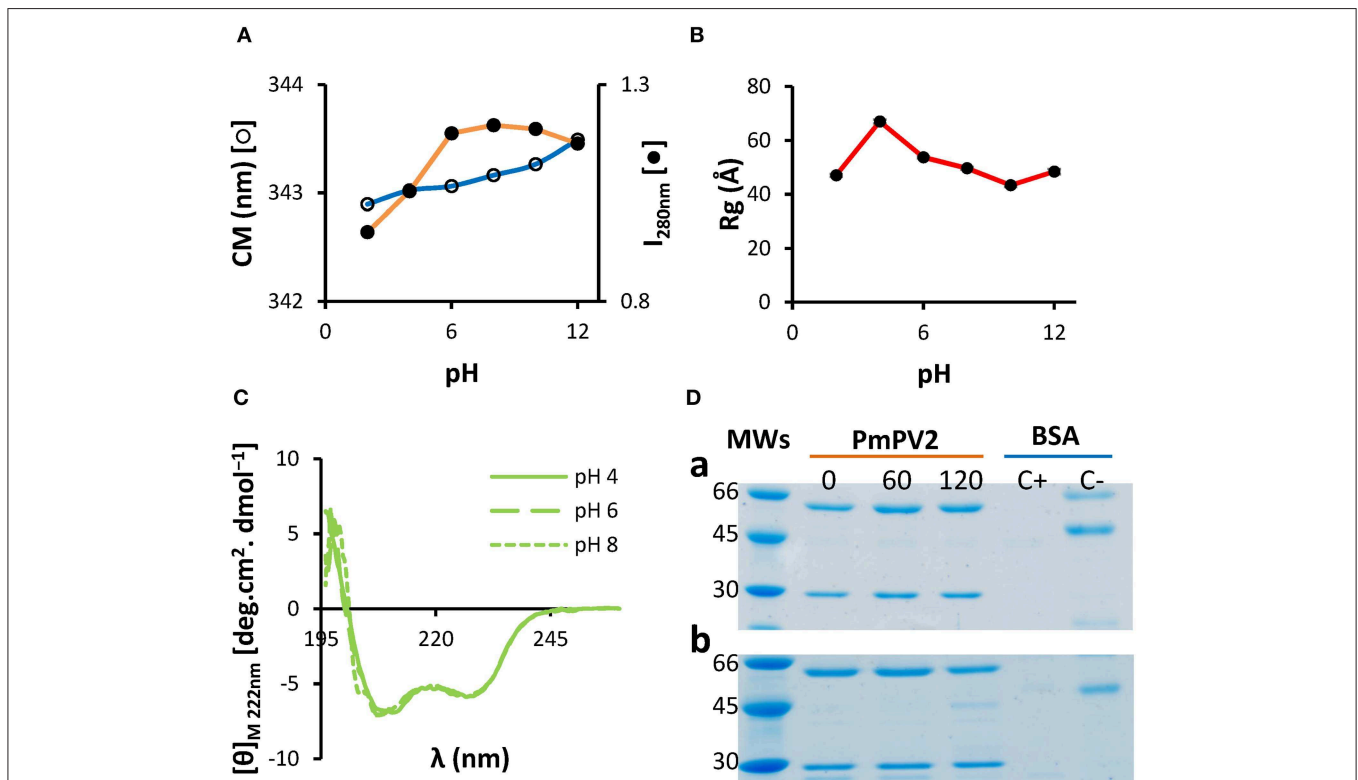 A
CM (nm) [○]
344
343
342
0
6
12
pH
1.3
0.8
I280nm [●]
B
Rg (Å)
80
60
40
20
0
0
6
12
pH
C
[θ]M 222nm [deg.cm². dmol⁻¹]
10
5
0
-5
-10
195
220
245
λ (nm)
pH 4
pH 6
pH 8
D
MWs PmPV2 BSA
a
0 60 120 C+ C-
66
45
30
b
66
45
30